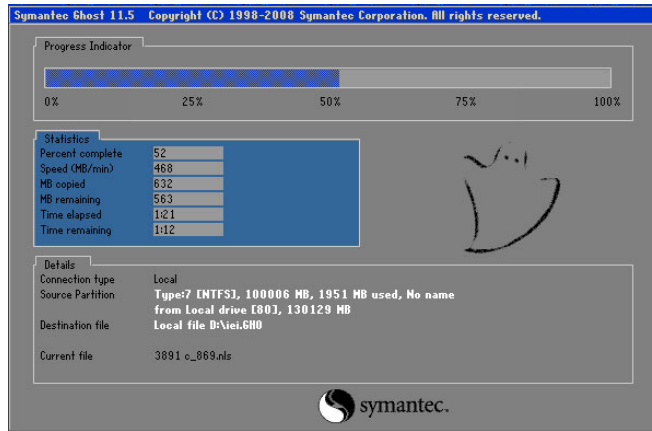 Symantec Ghost 11.5 Copyright (C) 1998-2008 Symantec Corporation. All rights reserved.
Progress Indicator
0% 25% 50% 75% 100%
Statistics
Percent complete 52
Speed (MB/min) 468
MB copied 632
MB remaining 563
Time elapsed 1:21
Time remaining 1:12
Details
Connection type Local
Source Partition Type:7 [NTFS], 100006 MB, 1951 MB used, No name
from Local drive [80], 130129 MB
Destination file Local file D:\iei.GHO
Current file 3891 c_869.nls
symantec.